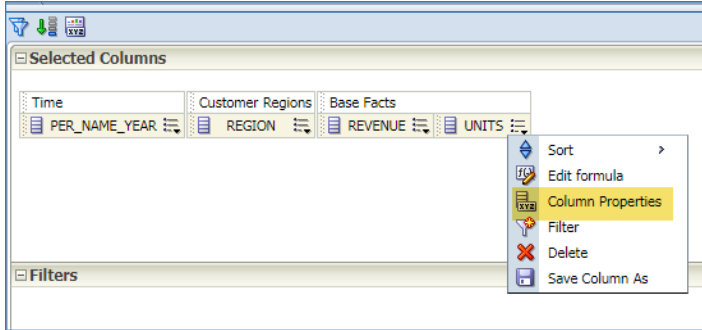 Selected Columns
Time Customer Regions Base Facts
PER_NAME_YEAR REGION REVENUE UNITS
Sort
Edit formula
Column Properties
Filter
Delete
Save Column As
Filters